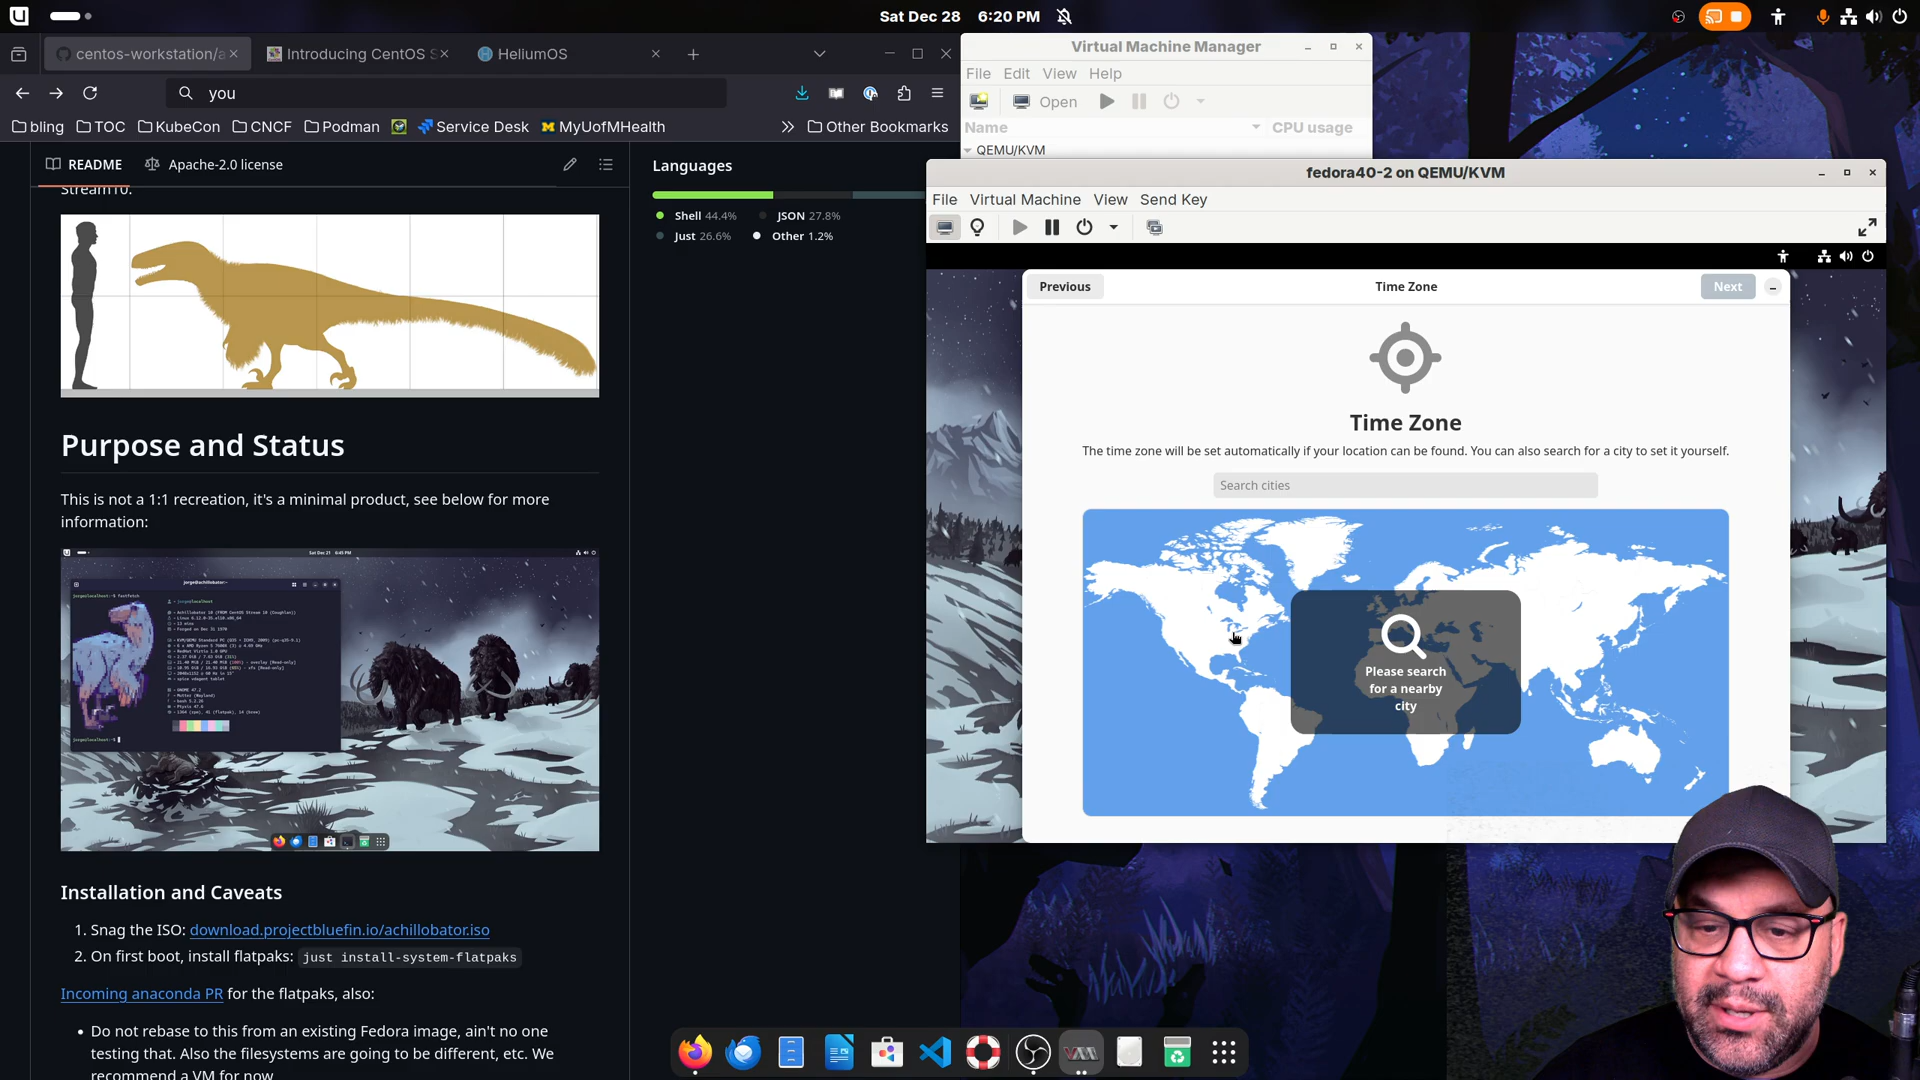 Sat Dec 28 6:20 PM
centos-workstation/a
Introducing CentOS S
HeliumOS
you
bling
TOC
KubeCon
CNCF
Podman
Service Desk
MyUofMHealth
Other Bookmarks
README
Apache-2.0 license
Stream10.
Purpose and Status
This is not a 1:1 recreation, it's a minimal product, see below for more
information:
Installation and Caveats
1. Snag the ISO: download.projectbluefin.io/achillobator.iso
2. On first boot, install flatpaks: just install-system-flatpaks
Incoming anaconda PR for the flatpaks, also:
• Do not rebase to this from an existing Fedora image, ain't no one
testing that. Also the filesystems are going to be different, etc. We
recommend a VM for now
Languages
Shell 44.4%
JSON 27.8%
Just 26.6%
Other 1.2%
Virtual Machine Manager
File Edit View Help
Open
Name
CPU usage
QEMU/KVM
fedora40-2 on QEMU/KVM
File Virtual Machine View Send Key
Previous
Time Zone
Next
Time Zone
The time zone will be set automatically if your location can be found. You can also search for a city to set it yourself.
Search cities
Please search
for a nearby
city